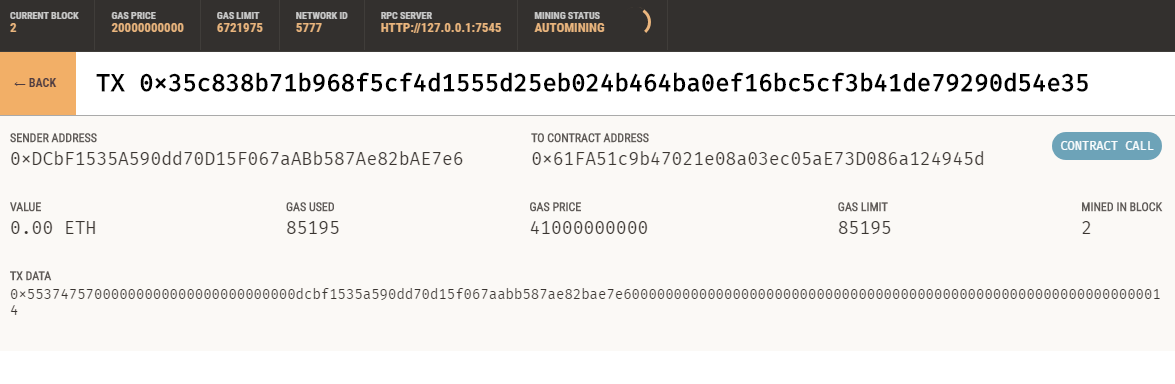 CURRENT BLOCK GAS PRICE GAS LIMIT NETWORK ID RPC SERVER MINING STATUS
2 20000000000 6721975 5777 HTTP://127.0.0.1:7545 AUTOMINING
← BACK TX 0×35c838b71b968f5cf4d1555d25eb024b464ba0ef16bc5cf3b41de79290d54e35
SENDER ADDRESS TO CONTRACT ADDRESS
0×DCbF1535A590dd70D15F067aABb587Ae82bAE7e6 0×61FA51c9b47021e08a03ec05aE73D086a124945d CONTRACT CALL
VALUE GAS USED GAS PRICE GAS LIMIT MINED IN BLOCK
0.00 ETH 85195 41000000000 85195 2
TX DATA
0×55374757000000000000000000000000dcbf1535a590dd70d15f067aabb587ae82bae7e6000000000000000000000000000000000000000000000000000000000000001
4